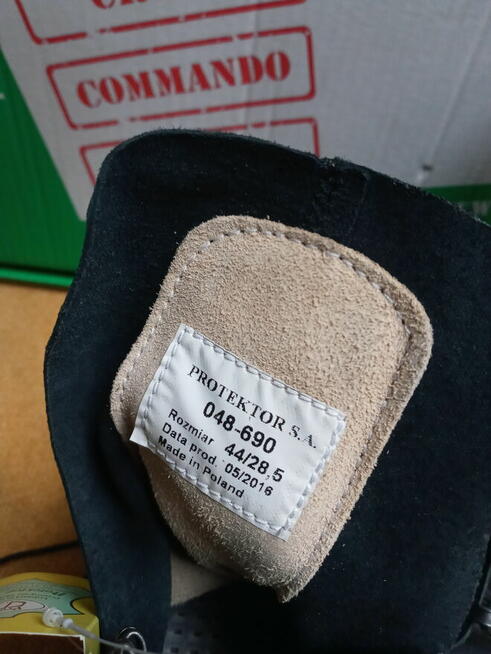 COMMANDO
PROTEKTOR S.A.
048-690
Rozmiar 44/28,5
Data prod. 05/2016
Made in Poland